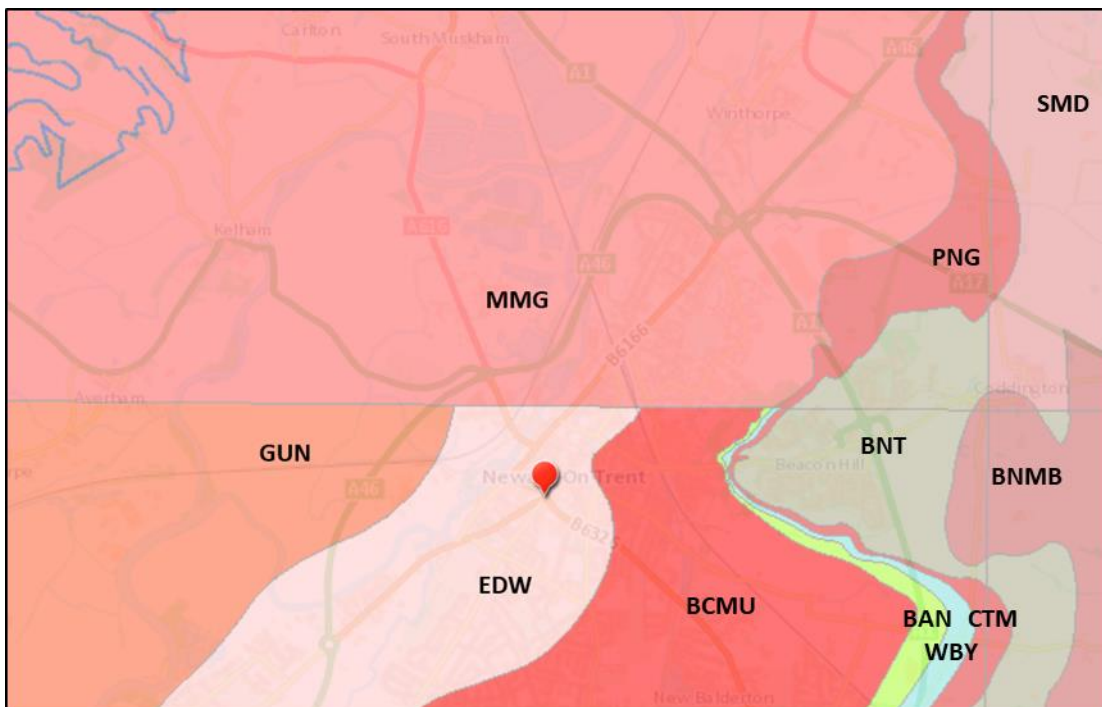 Carlton
South Muskham
A46
A1
SMD
Winthorpe
Kelham
A616
PNG
A46
A17
MMG
A1
B6166
Averham
Coddington
GUN
BNT
Beacon Hill
BNMB
Newark-On-Trent
A46
B6326
EDW
BCMU
BAN
CTM
WBY
New Balderton